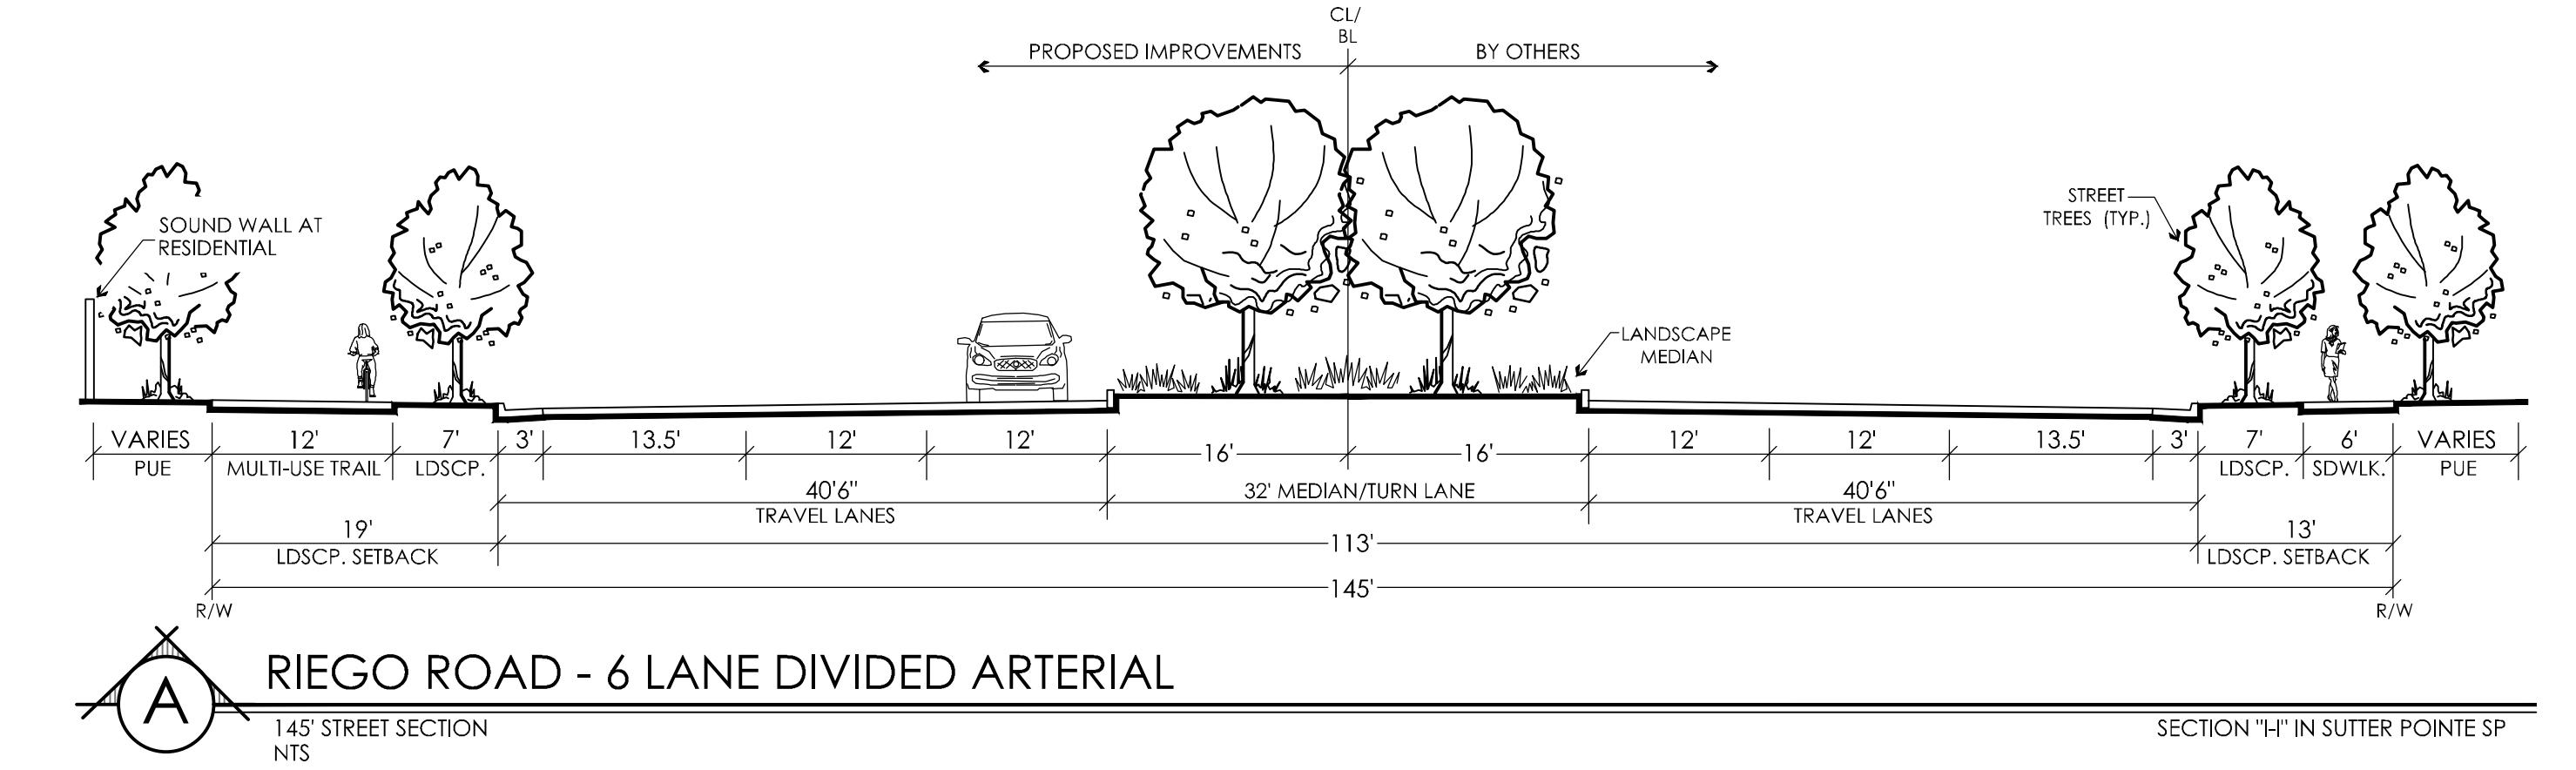 CL/
BL
PROPOSED IMPROVEMENTS
BY OTHERS
SOUND WALL AT
RESIDENTIAL
STREET
TREES (TYP.)
LANDSCAPE
MEDIAN
VARIES 12' 7' 3' 13.5' 12' 12' 16' 16' 12' 12' 13.5' 3' 7' 6' VARIES
PUE MULTI-USE TRAIL LDSCP. LDSCP. SDWLK. PUE
40'6" 32' MEDIAN/TURN LANE 40'6"
TRAVEL LANES TRAVEL LANES
19' 113' 13'
LDSCP. SETBACK LDSCP. SETBACK
145'
R/W R/W
A
RIEGO ROAD - 6 LANE DIVIDED ARTERIAL
145' STREET SECTION
NTS
SECTION "I-I" IN SUTTER POINTE SP